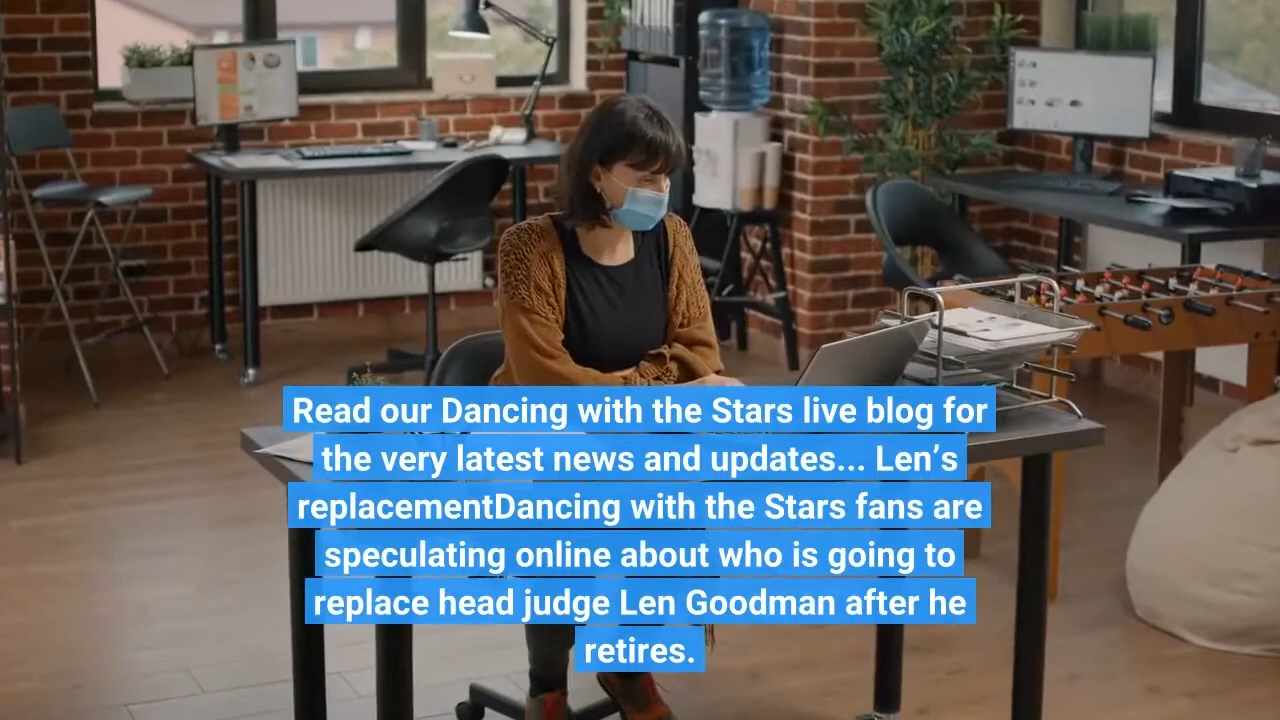 Read our Dancing with the Stars live blog for
the very latest news and updates... Len’s
replacementDancing with the Stars fans are
speculating online about who is going to
replace head judge Len Goodman after he
retires.